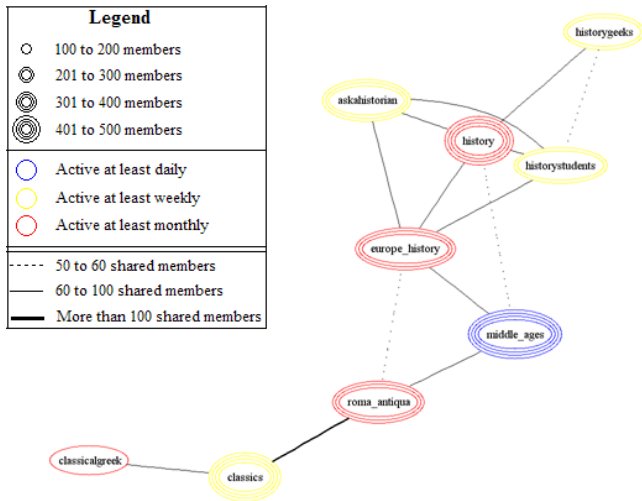 Legend
100 to 200 members
201 to 300 members
301 to 400 members
401 to 500 members
Active at least daily
Active at least weekly
Active at least monthly
50 to 60 shared members
60 to 100 shared members
More than 100 shared members
historygeeks
askahistorian
history
historystudents
europe_history
middle_ages
roma_antiqua
classicalgreek
classics